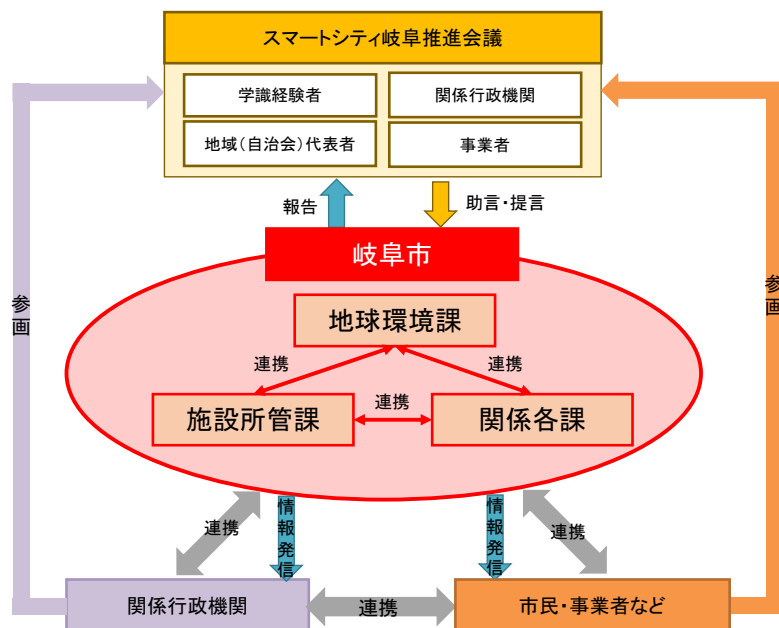 スマートシティ岐阜推進会議
学識経験者
関係行政機関
地域(自治会)代表者
事業者
報告
助言・提言
岐阜市
参画
参画
地球環境課
連携
連携
施設所管課
連携
関係各課
連携
情報発信
情報発信
連携
関係行政機関
連携
市民・事業者など